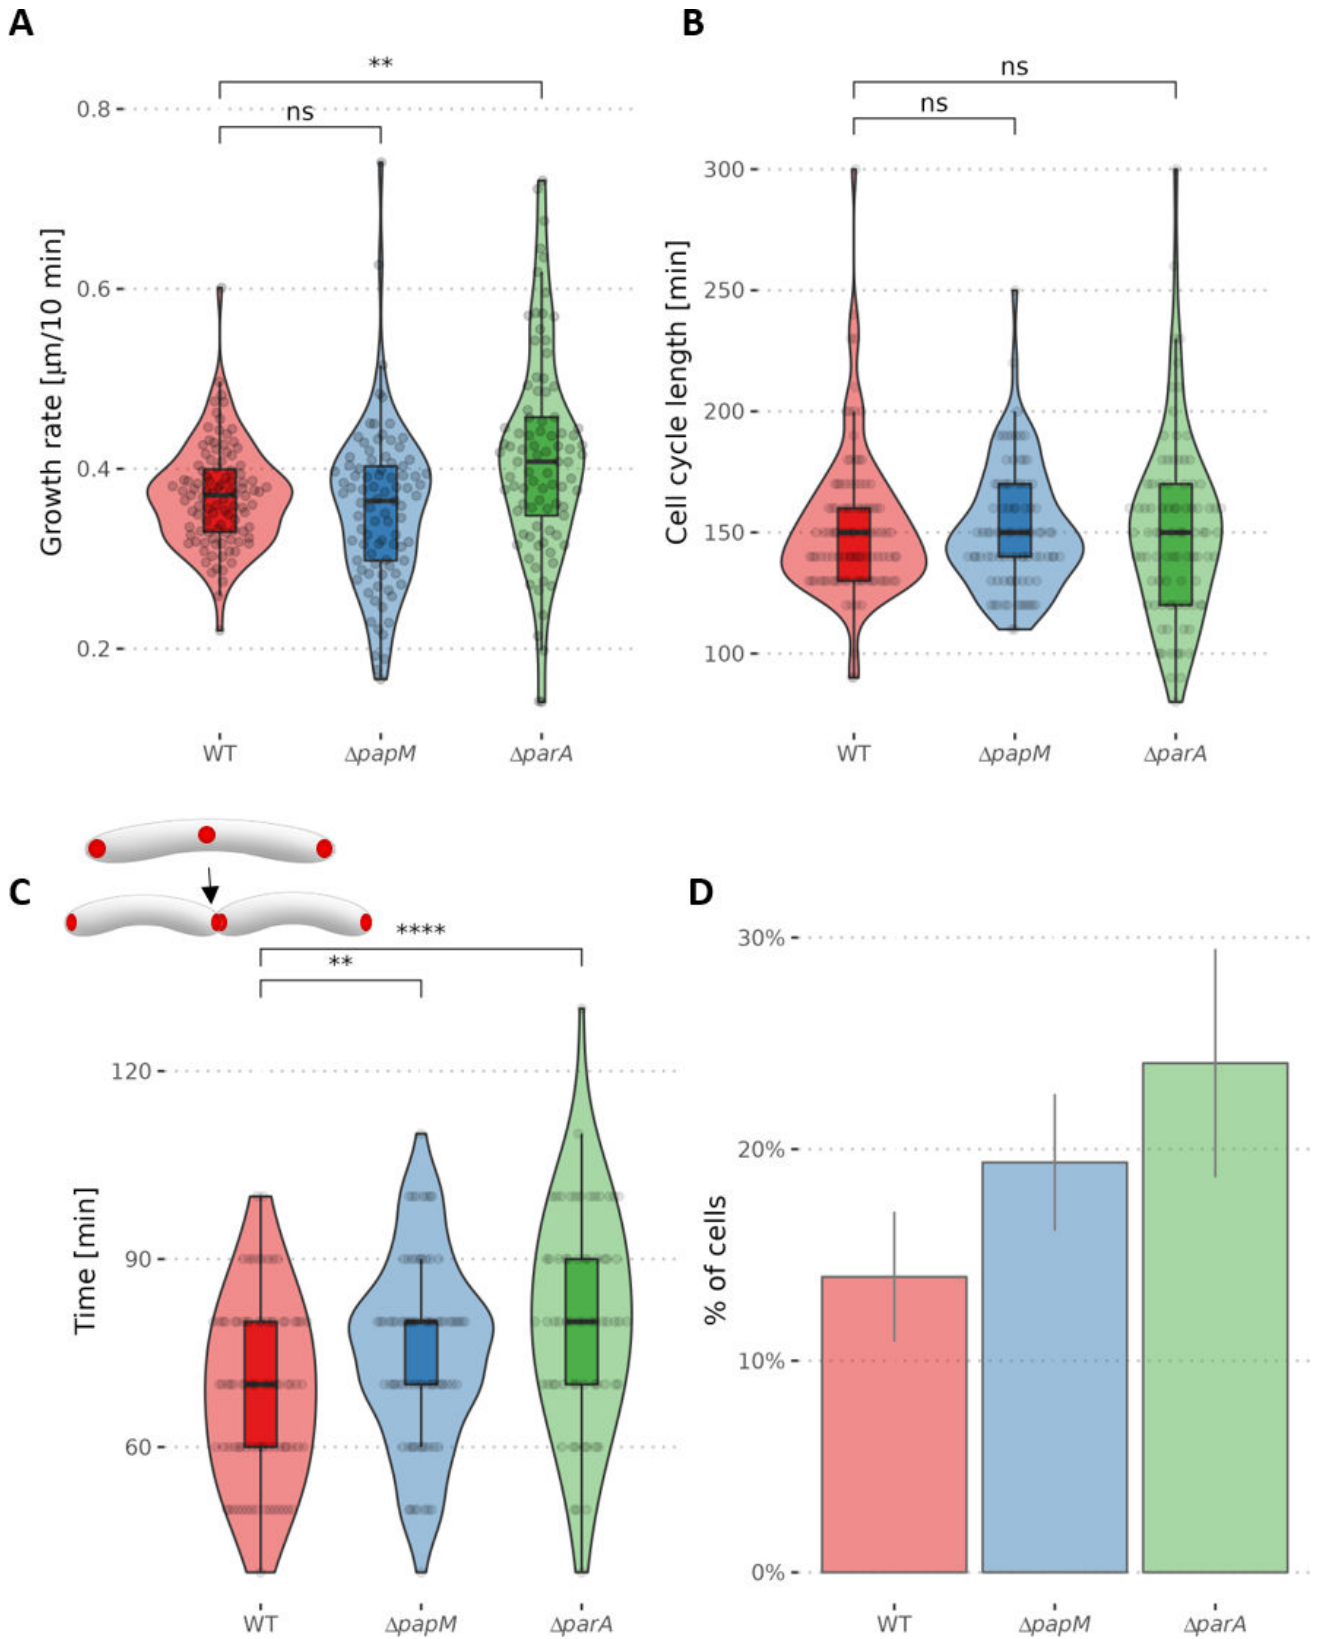 A
B
**
ns
ns
ns
Growth rate [μm/10 min]
0.8
0.6
0.4
0.2
WT
ΔpapM
ΔparA
Cell cycle length [min]
300
250
200
150
100
WT
ΔpapM
ΔparA
C
D
****
**
Time [min]
120
90
60
WT
ΔpapM
ΔparA
% of cells
30%
20%
10%
0%
WT
ΔpapM
ΔparA